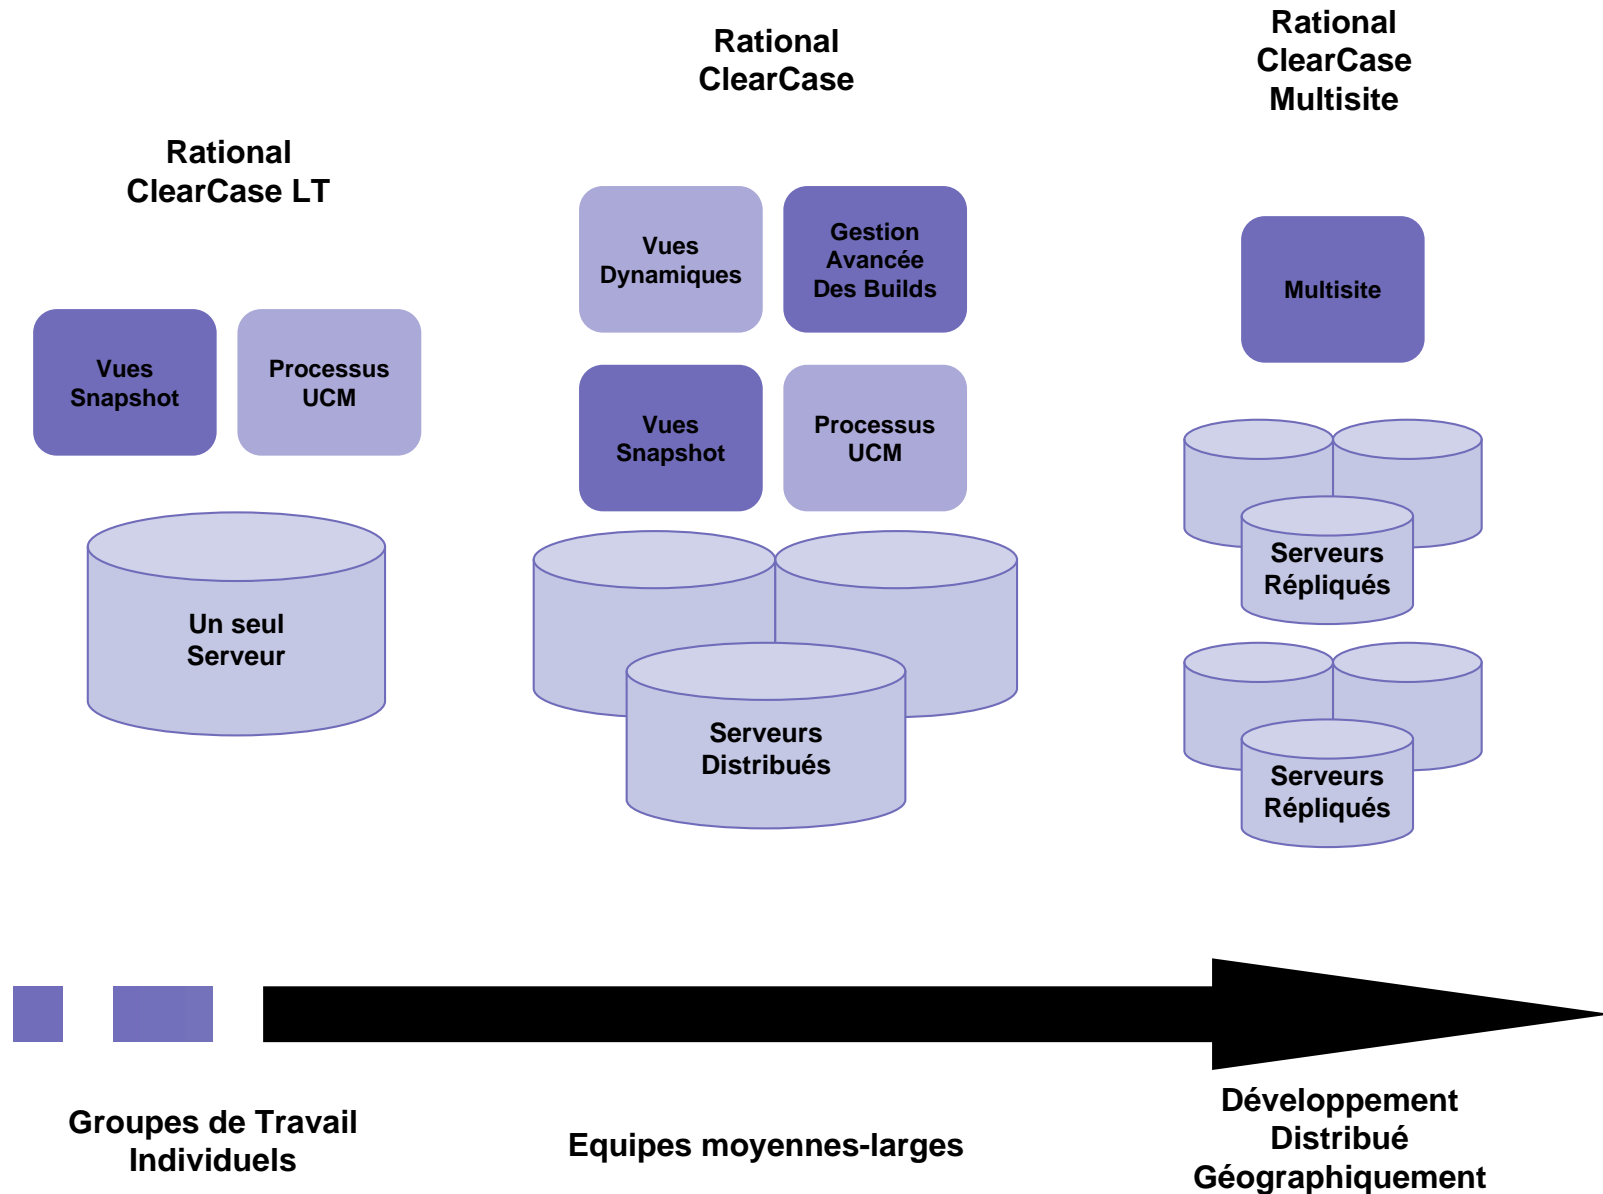 Rational
ClearCase LT
Vues
Snapshot
Processus
UCM
Un seul
Serveur
Groupes de Travail
Individuels
Rational
ClearCase
Vues
Dynamiques
Gestion
Avancée
Des Builds
Vues
Snapshot
Processus
UCM
Serveurs
Distribués
Equipes moyennes-larges
Rational
ClearCase
Multisite
Multisite
Serveurs
Répliqués
Serveurs
Répliqués
Développement
Distribué
Géographiquement